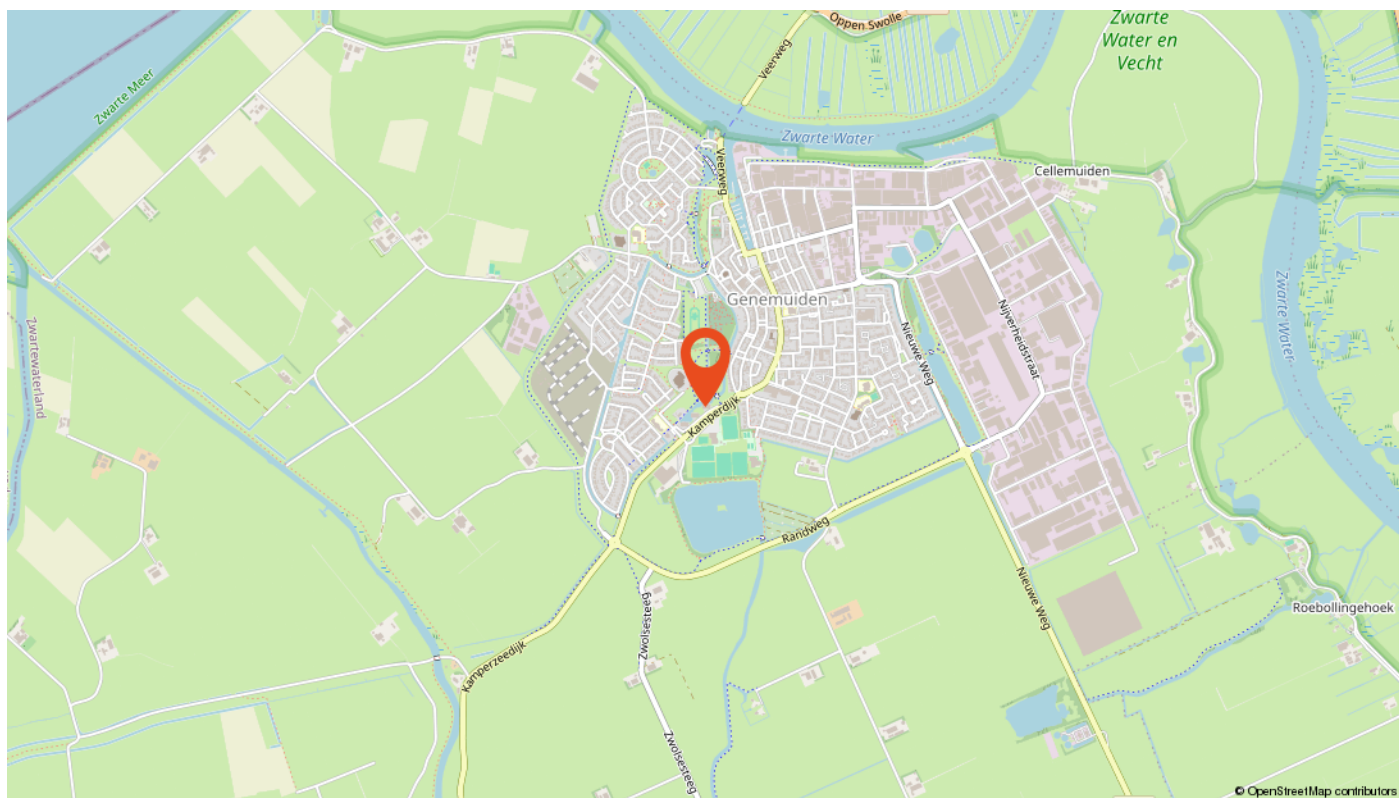 Oppen Swolle
Zwarte
Water en
Vecht
Veerweg
Zwarte Meer
Zwarte Water
Veerweg
Cellemuiden
Zwarte Water
Genemuiden
Nijverheidstraat
Nieuwe Weg
Zwartewaterland
Kamperdijk
Randweg
Nieuwe Weg
Zwolsesteeg
Roebollingehoek
Kamperzeedijk
Zwolsesteeg
© OpenStreetMap contributors